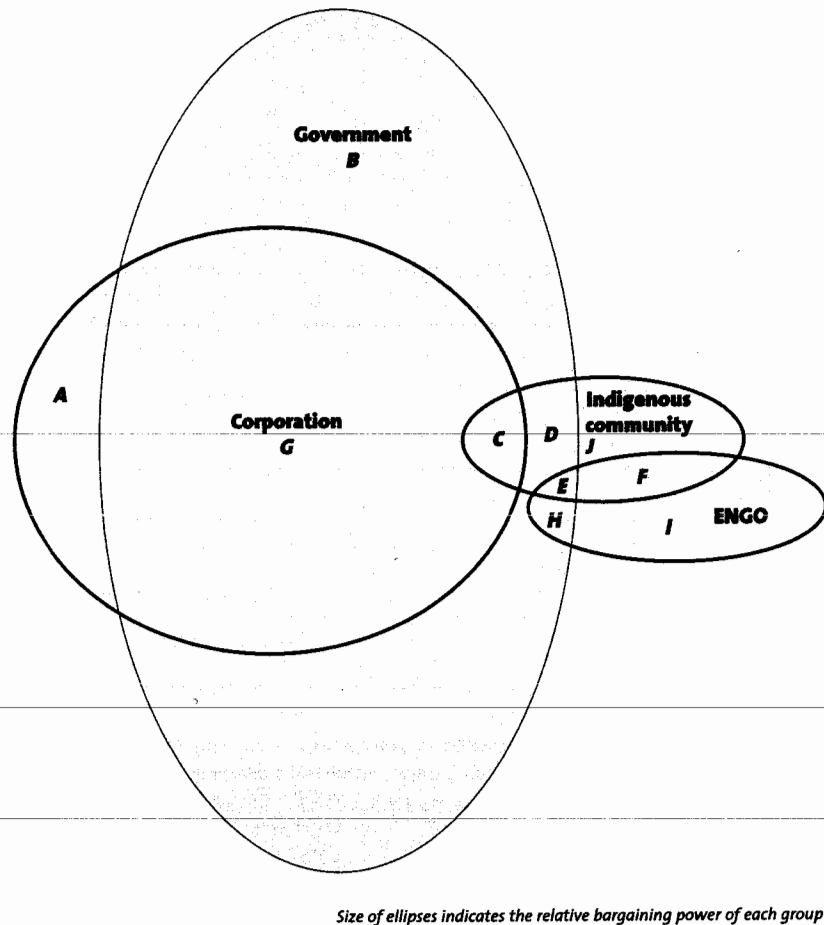 Government
B
A
Corporation
G
C
D
Indigenous
community
J
E
F
H
I
ENGO
Size of ellipses indicates the relative bargaining power of each group